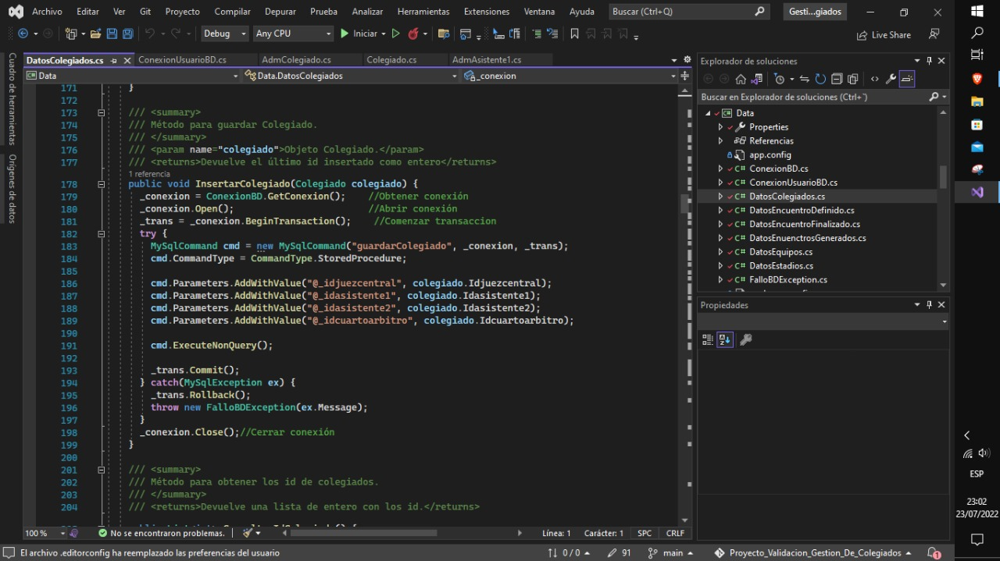 Archivo Editar Ver Git Proyecto Compilar Depurar Prueba Analizar Herramientas Extensiones Ventana Ayuda Buscar (Ctrl+Q) Gesti...giados
Debug Any CPU Iniciar Live Share
Cuadro de herramientas
Orígenes de datos
DatosColegiados.cs ConexionUsuarioBD.cs AdmColegiado.cs Colegiado.cs AdmAsistente1.cs
Data Data.DatosColegiados _conexion
171 }
172
173 /// <summary>
174 /// Método para guardar Colegiado.
175 /// </summary>
176 /// <param name="colegiado">Objeto Colegiado.</param>
177 /// <returns>Devuelve el último id insertado como entero</returns>
1 referencia
178 public void InsertarColegiado(Colegiado colegiado) {
179 _conexion = ConexionBD.GetConexion(); //Obtener conexión
180 _conexion.Open(); //Abrir conexión
181 _trans = _conexion.BeginTransaction(); //Comenzar transaccion
182 try {
183 MySqlCommand cmd = new MySqlCommand("guardarColegiado", _conexion, _trans);
184 cmd.CommandType = CommandType.StoredProcedure;
185
186 cmd.Parameters.AddWithValue("@_idjuezcentral", colegiado.Idjuezcentral);
187 cmd.Parameters.AddWithValue("@_idasistente1", colegiado.Idasistente1);
188 cmd.Parameters.AddWithValue("@_idasistente2", colegiado.Idasistente2);
189 cmd.Parameters.AddWithValue("@_idcuartoarbitro", colegiado.Idcuartoarbitro);
190
191 cmd.ExecuteNonQuery();
192
193 _trans.Commit();
194 } catch(MySqlException ex) {
195 _trans.Rollback();
196 throw new FalloBDException(ex.Message);
197 }
198 _conexion.Close();//Cerrar conexión
199 }
200
201 /// <summary>
202 /// Método para obtener los id de colegiados.
203 /// </summary>
204 /// <returns>Devuelve una lista de entero con los id.</returns>
100 % No se encontraron problemas. Línea: 1 Carácter: 1 SPC CRLF
Explorador de soluciones
Buscar en Explorador de soluciones (Ctrl+¨)
Data
Properties
Referencias
app.config
C# ConexionBD.cs
C# ConexionUsuarioBD.cs
C# DatosColegiados.cs
C# DatosEncuentroDefinido.cs
C# DatosEncuentroFinalizado.cs
C# DatosEnuenctrosGenerados.cs
C# DatosEquipos.cs
C# DatosEstadios.cs
C# FalloBDException.cs
Propiedades
ESP
23:02
23/07/2022
El archivo .editorconfig ha reemplazado las preferencias del usuario 0 / 0 91 main Proyecto_Validacion_Gestion_De_Colegiados 1